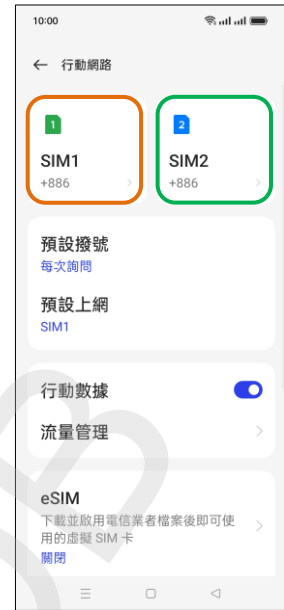 10:00
← 行動網路
1
2
SIM1
SIM2
+886
+886
預設撥號
每次詢問
預設上網
SIM1
行動數據
流量管理
eSIM
下載並啟用電信業者檔案後即可使
用的虛擬 SIM 卡
關閉